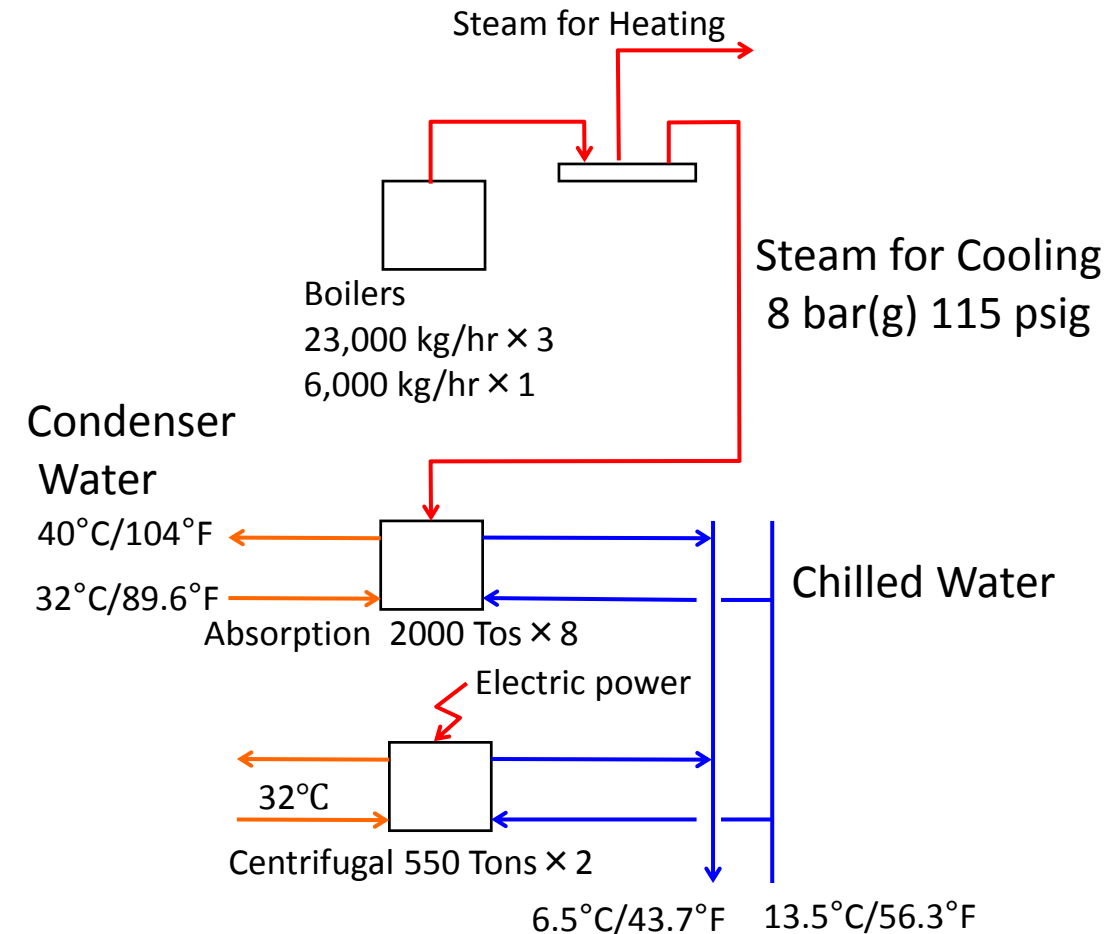 Steam for Heating
Steam for Cooling
8 bar(g) 115 psig
Boilers
23,000 kg/hr × 3
6,000 kg/hr × 1
Condenser
Water
40°C/104°F
32°C/89.6°F
Chilled Water
Absorption 2000 Tos × 8
Electric power
32℃
Centrifugal 550 Tons × 2
6.5°C/43.7°F 13.5°C/56.3°F